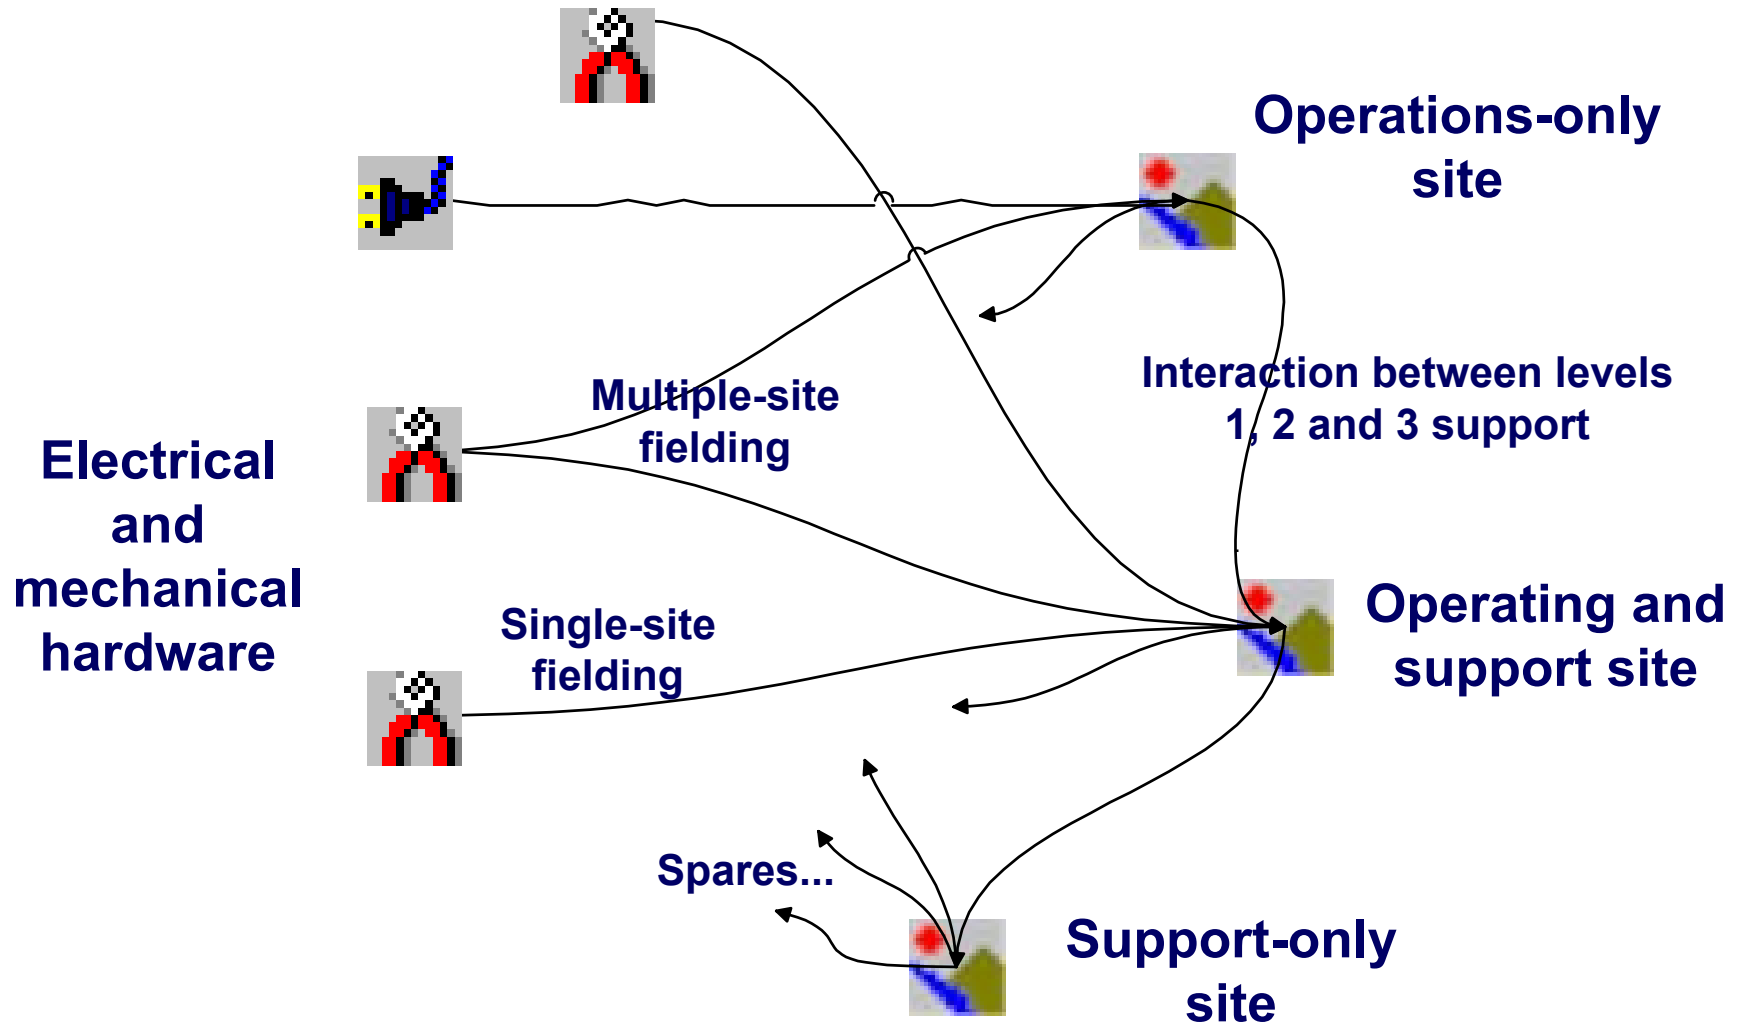 Operations-only
site
Interaction between levels
1, 2 and 3 support
Multiple-site
fielding
Electrical
and
mechanical
hardware
Single-site
fielding
Operating and
support site
Spares...
Support-only
site